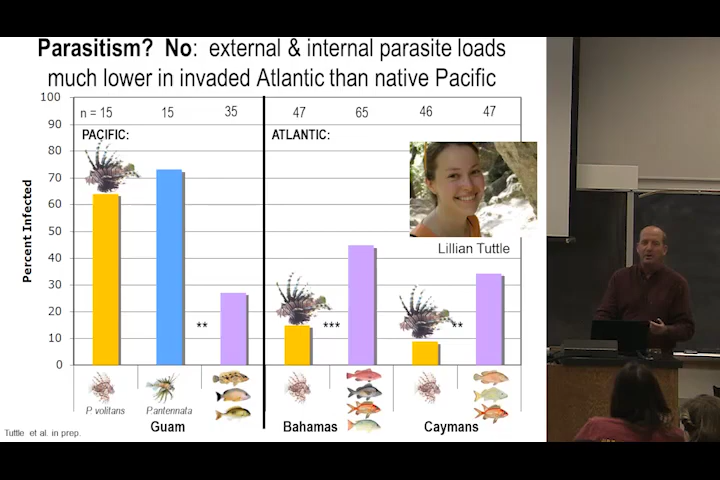 Parasitism? No: external & internal parasite loads
much lower in invaded Atlantic than native Pacific
100
90
80
70
60
50
40
30
20
10
0
Percent Infected
n = 15
15
35
47
65
46
47
PACIFIC:
ATLANTIC:
Lillian Tuttle
**
***
**
P. volitans
P.antennata
Guam
Bahamas
Caymans
Tuttle et al. in prep.